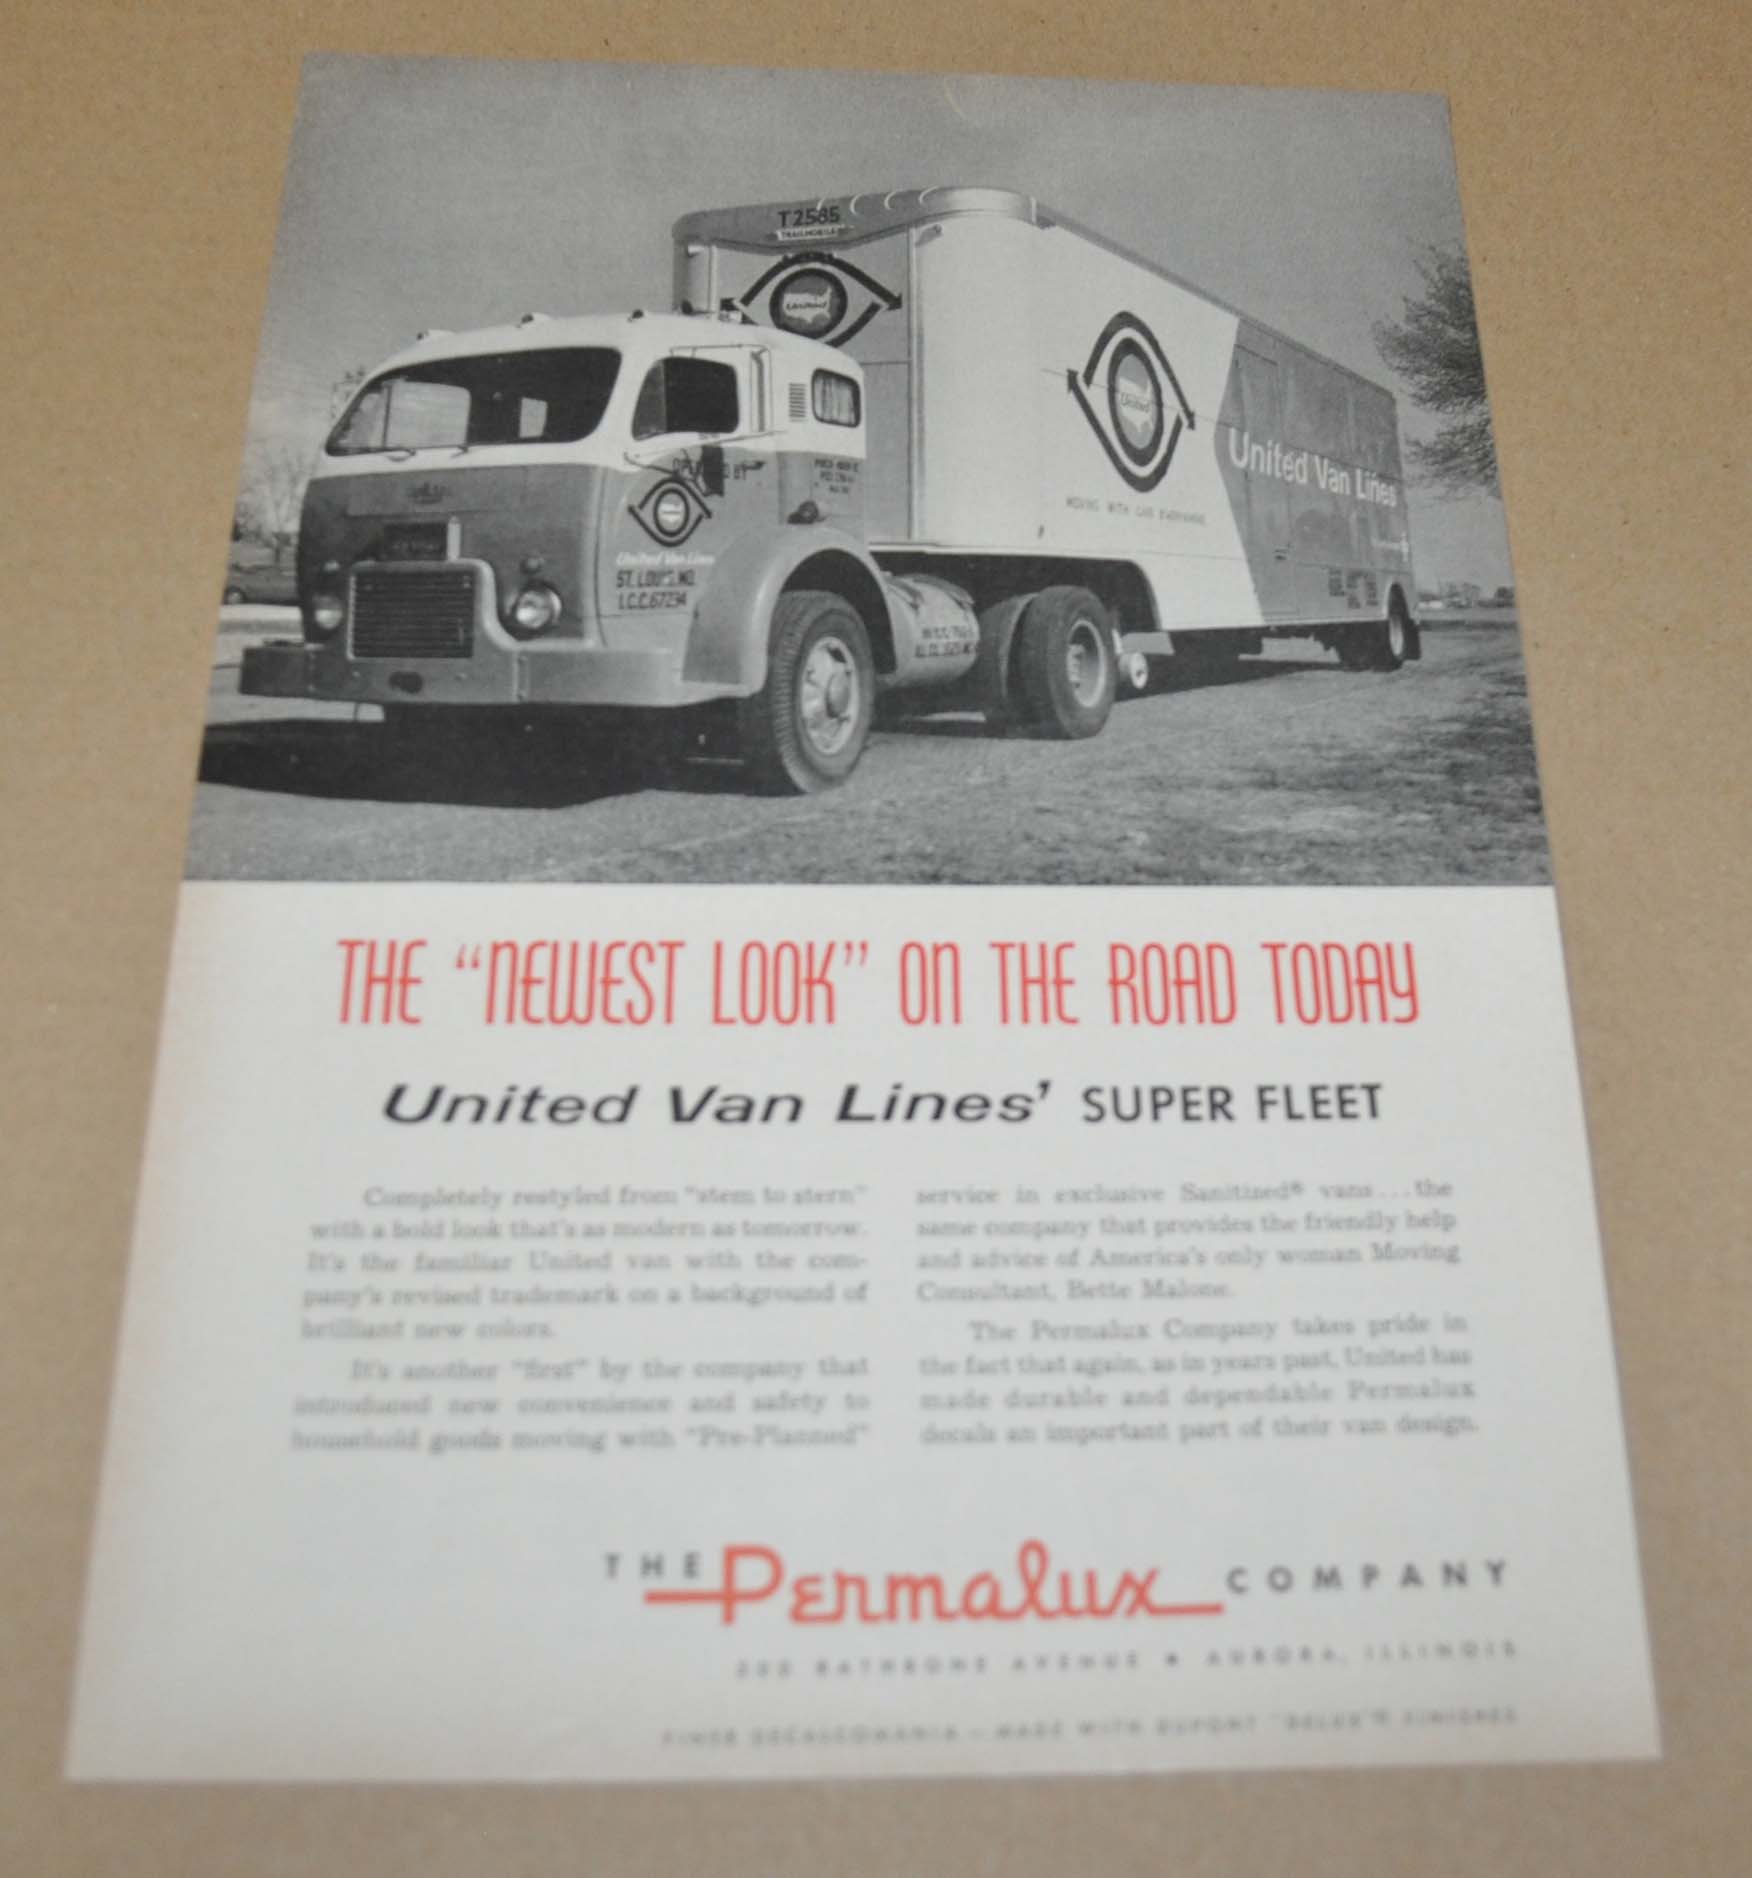 T2585
TRAILMOBILE
United
United
United Van Lines
MOVING WITH CARE EVERYWHERE
United Van Lines
ST. LOUIS, MO.
I.C.C. 67234
THE "NEWEST LOOK" ON THE ROAD TODAY
United Van Lines' SUPER FLEET
Completely restyled from "stem to stern"
with a bold look that's as modern as tomorrow.
It's the familiar United van with the com-
pany's revised trademark on a background of
brilliant new colors.
It's another "first" by the company that
introduced new convenience and safety to
household goods moving with "Pre-Planned"
service in exclusive Sanitized® vans...the
same company that provides the friendly help
and advice of America's only woman Moving
Consultant, Bette Malone.
The Permalux Company takes pride in
the fact that again, as in years past, United has
made durable and dependable Permalux
decals an important part of their van design.
THE Permalux COMPANY
RATHBONE AVENUE • AURORA, ILLINOIS
FINER DECALCOMANIA — MADE WITH DUPONT "DELUX"® FINISHES